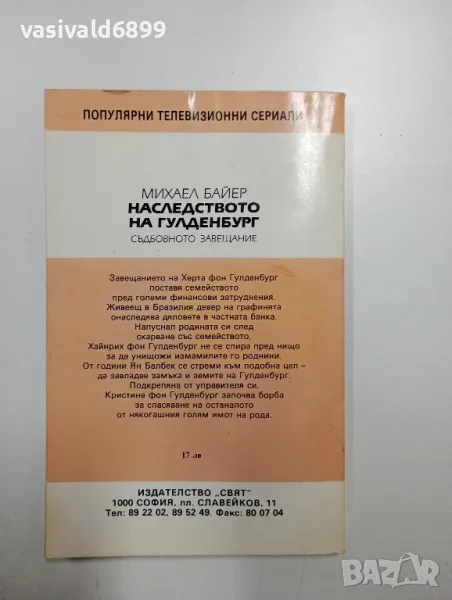 vasivald6899
ПОПУЛЯРНИ ТЕЛЕВИЗИОННИ СЕРИАЛИ
МИХАЕЛ БАЙЕР
НАСЛЕДСТВОТО
НА ГУЛДЕНБУРГ
СЪДБОВНОТО ЗАВЕЩАНИЕ
Завещанието на Херта фон Гулденбург
поставя семейството
пред големи финансови затруднения.
Живеещ в Бразилия девер на графинята
онаследява дяловете в частната банка.
Напуснал родината си след
скарване със семейството,
Хайнрих фон Гулденбург не се спира пред нищо
за да унищожи измамилите го роднини.
От години Ян Балбек се стреми към подобна цел –
да завладее замъка и земите на Гулденбург.
Подкрепяна от управителя си,
Кристине фон Гулденбург започва борба
за спасяване на останалото
от някогашния голям имот на рода.
17 лв
ИЗДАТЕЛСТВО „СВЯТ"
1000 СОФИЯ, пл. СЛАВЕЙКОВ, 11
Тел: 89 22 02, 89 52 49. Факс: 80 07 04
BAZAR